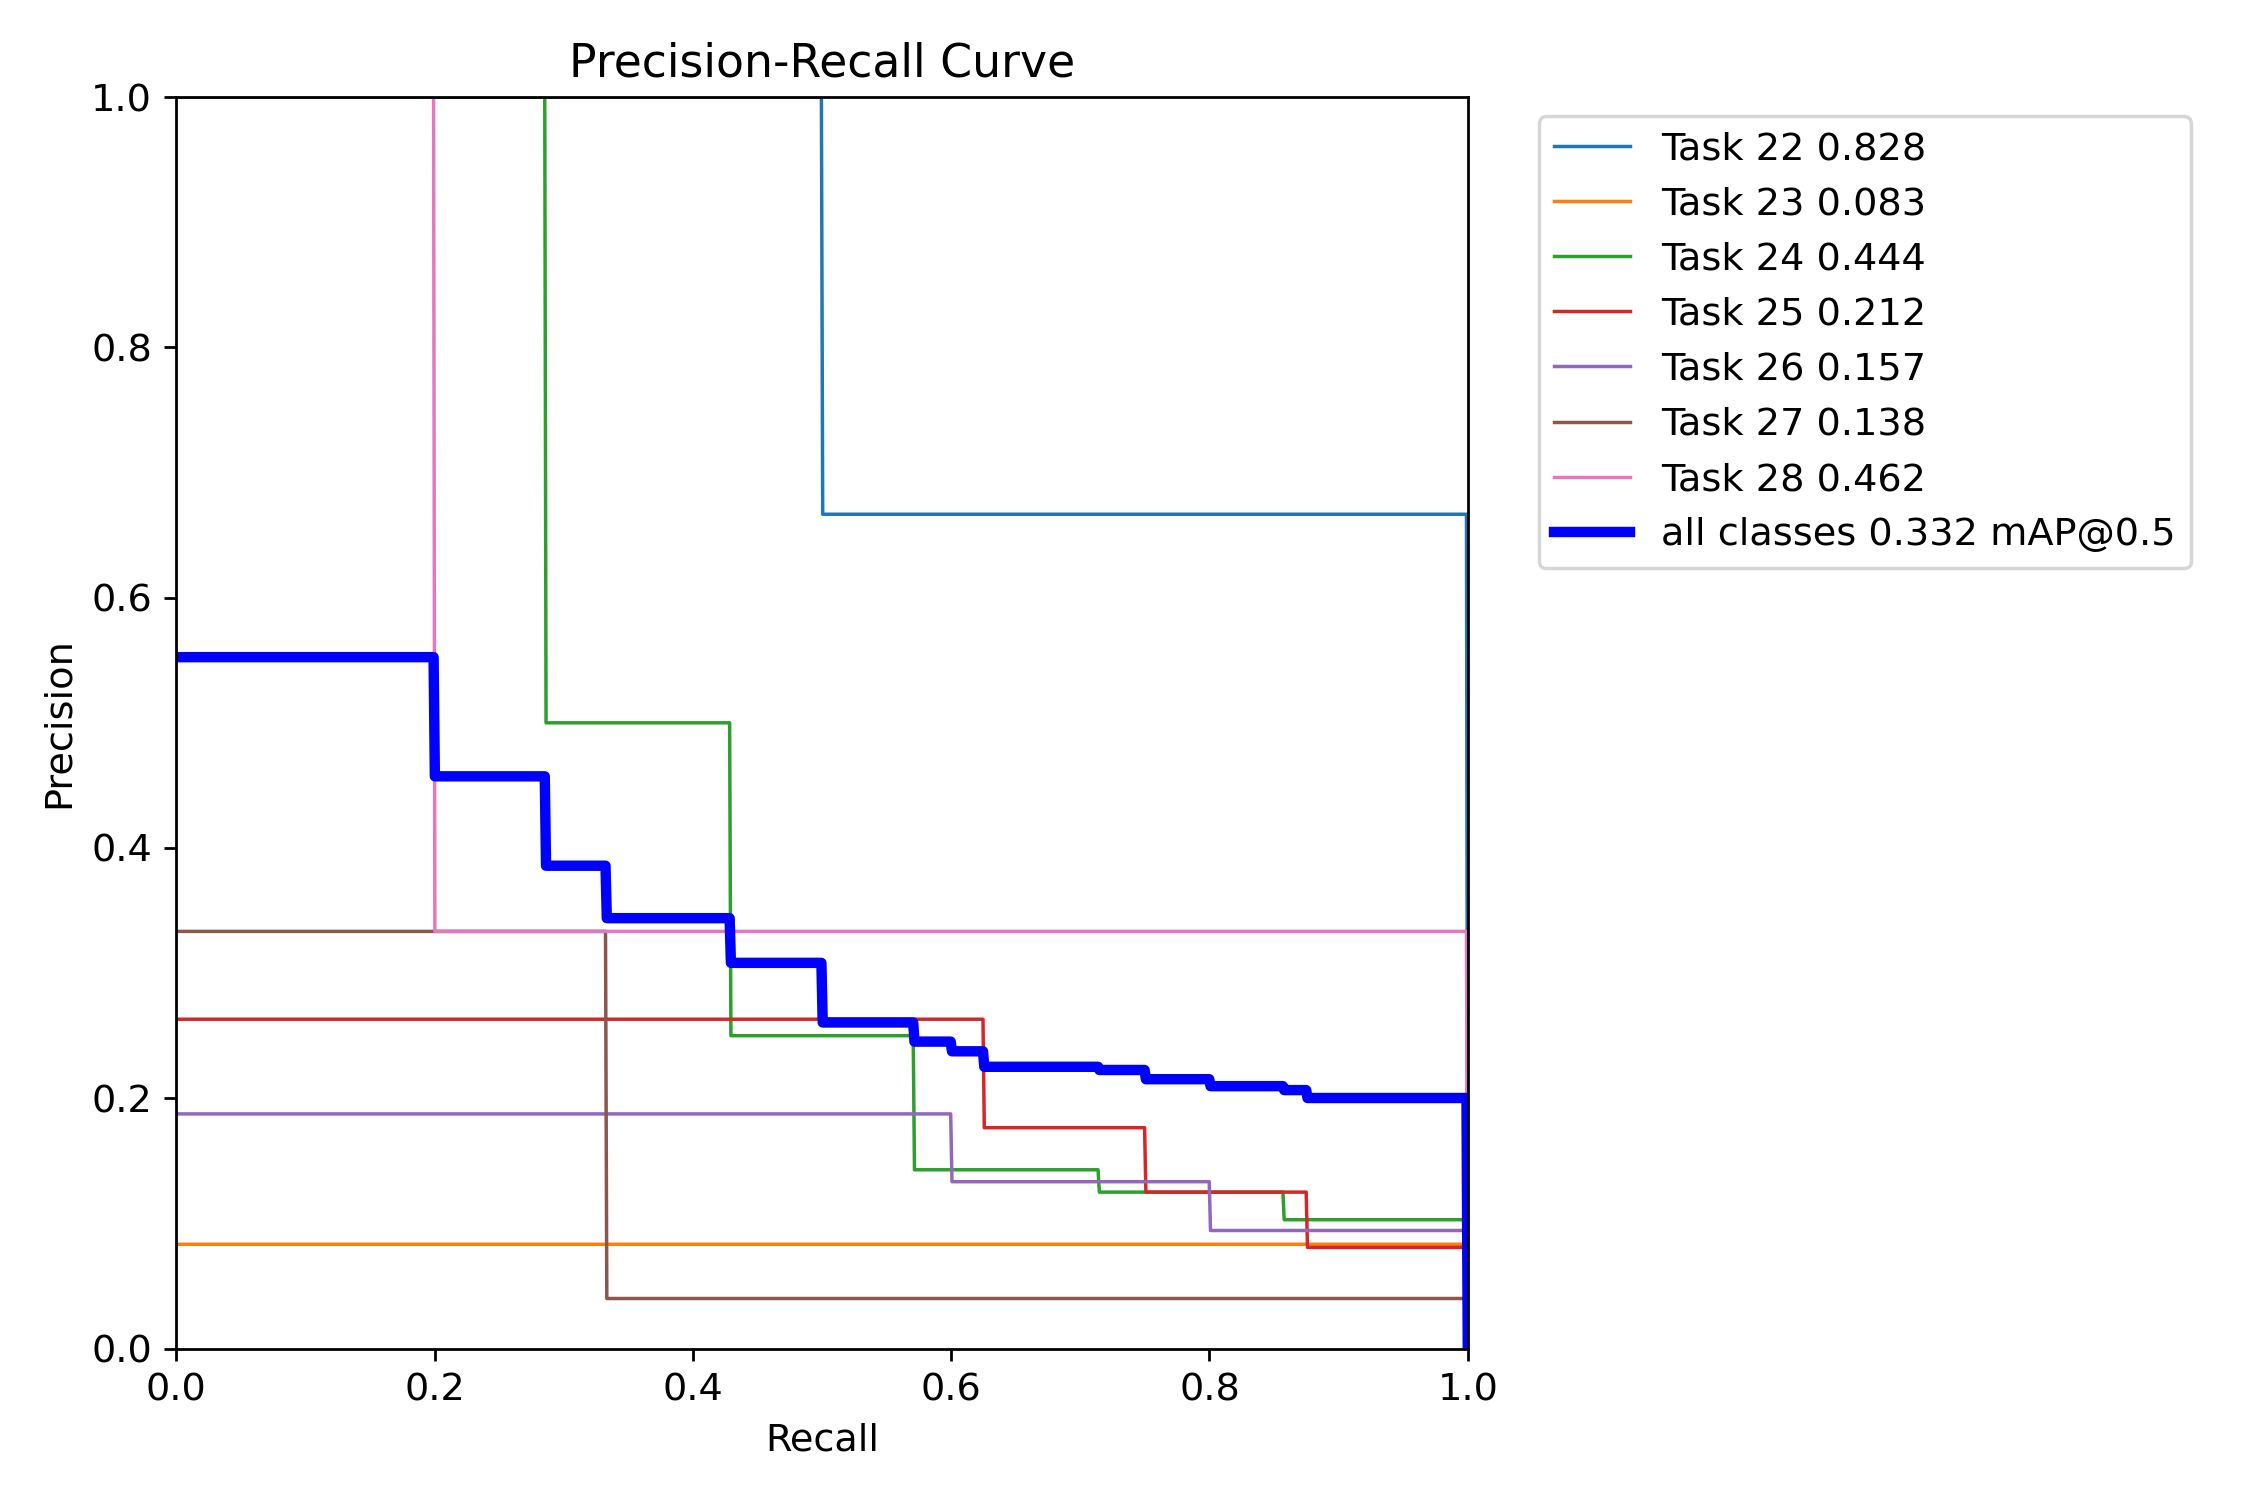 Precision-Recall Curve
1.0
0.8
0.6
0.4
0.2
0.0
Precision
0.0 0.2 0.4 0.6 0.8 1.0
Recall
Task 22 0.828
Task 23 0.083
Task 24 0.444
Task 25 0.212
Task 26 0.157
Task 27 0.138
Task 28 0.462
all classes 0.332 mAP@0.5